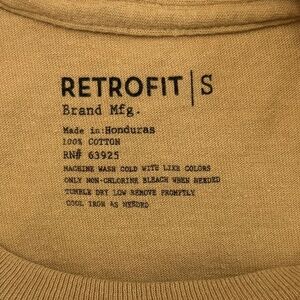 RETROFIT | S
Brand Mfg.
Made in:Honduras
100% COTTON
RN# 63925
MACHINE WASH COLD WITH LIKE COLORS
ONLY NON-CHLORINE BLEACH WHEN NEEDED
TUMBLE DRY LOW REMOVE PROMPTLY
COOL IRON AS NEEDED